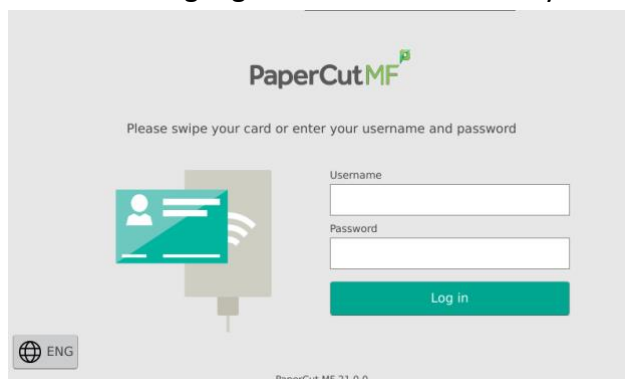 PaperCutMF
Please swipe your card or enter your username and password
Username
Password
Log in
ENG